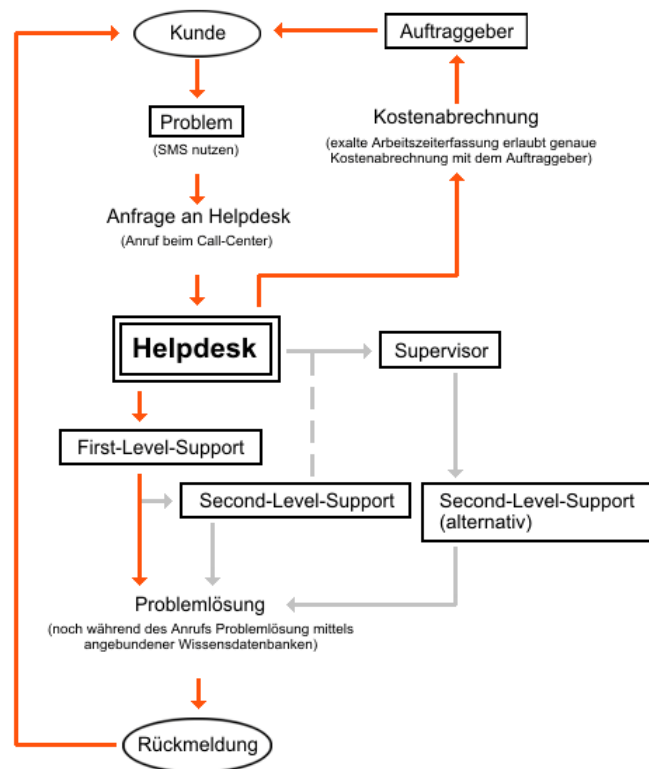 Kunde
Auftraggeber
Problem
(SMS nutzen)
Kostenabrechnung
(exalte Arbeitszeiterfassung erlaubt genaue
Kostenabrechnung mit dem Auftraggeber)
Anfrage an Helpdesk
(Anruf beim Call-Center)
Helpdesk
Supervisor
First-Level-Support
Second-Level-Support
Second-Level-Support
(alternativ)
Problemlösung
(noch während des Anrufs Problemlösung mittels
angebundener Wissensdatenbanken)
Rückmeldung